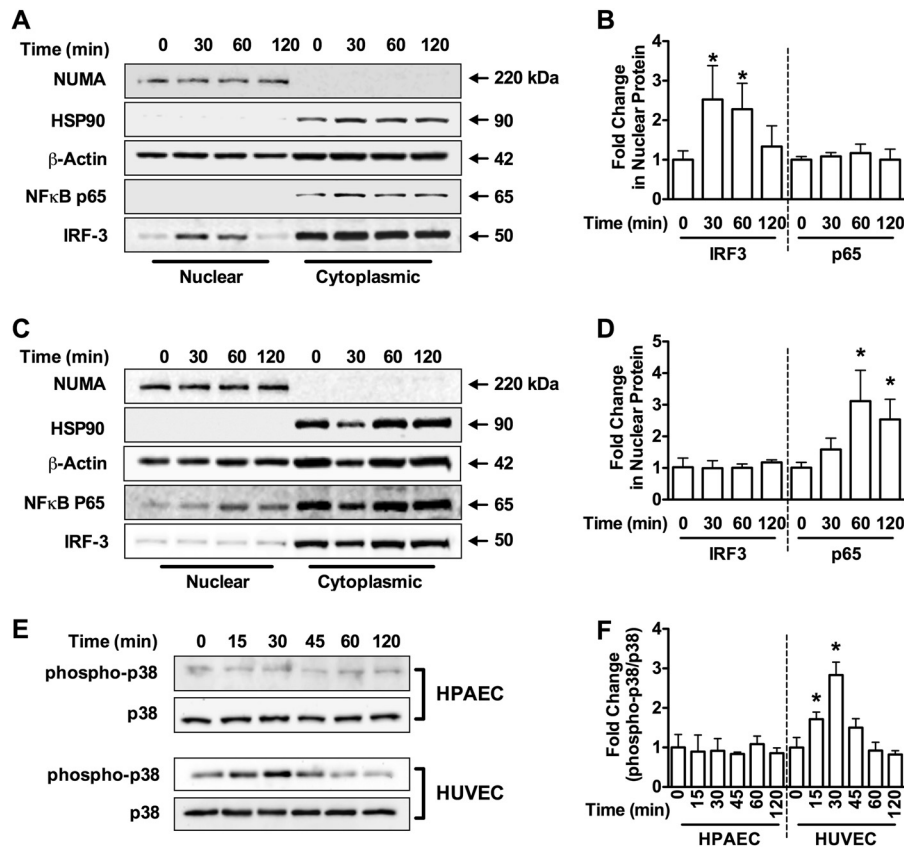 A
Time (min) 0 30 60 120 0 30 60 120
NUMA 220 kDa
HSP90 90
β-Actin 42
NFκB p65 65
IRF-3 50
Nuclear Cytoplasmic
B
Fold Change
in Nuclear Protein
5
4
3
2
1
0
* *
Time (min) 0 30 60 120 0 30 60 120
IRF3 p65
C
Time (min) 0 30 60 120 0 30 60 120
NUMA 220 kDa
HSP90 90
β-Actin 42
NFκB P65 65
IRF-3 50
Nuclear Cytoplasmic
D
Fold Change
in Nuclear Protein
5
4
3
2
1
0
* *
Time (min) 0 30 60 120 0 30 60 120
IRF3 p65
E
Time (min) 0 15 30 45 60 120
phospho-p38
p38
HPAEC
phospho-p38
p38
HUVEC
F
Fold Change
(phospho-p38/p38)
4
3
2
1
0
* *
Time (min) 0 15 30 45 60 120 0 15 30 45 60 120
HPAEC HUVEC